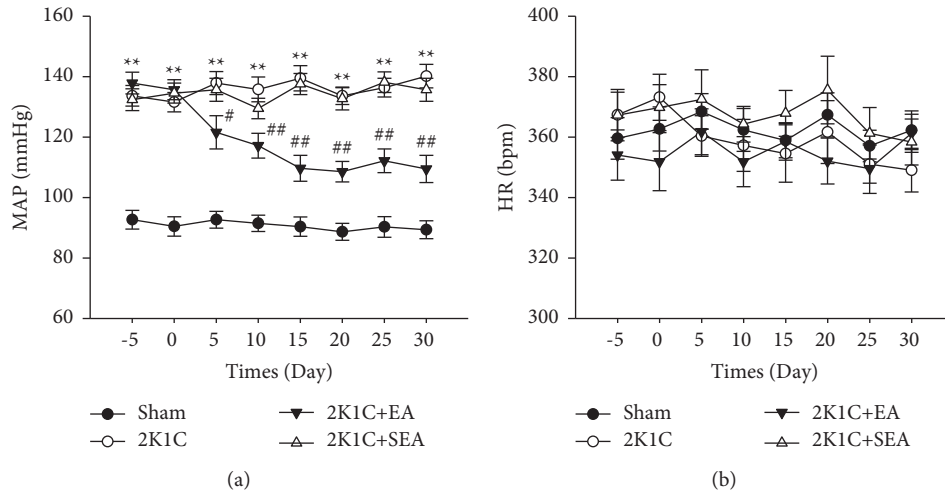 160
140
120
100
80
60
MAP (mmHg)
** ** ** ** ** ** ** **
# ## ## ## ## ##
-5 0 5 10 15 20 25 30
Times (Day)
Sham 2K1C+EA
2K1C 2K1C+SEA
(a)
400
380
360
340
320
300
HR (bpm)
-5 0 5 10 15 20 25 30
Times (Day)
Sham 2K1C+EA
2K1C 2K1C+SEA
(b)